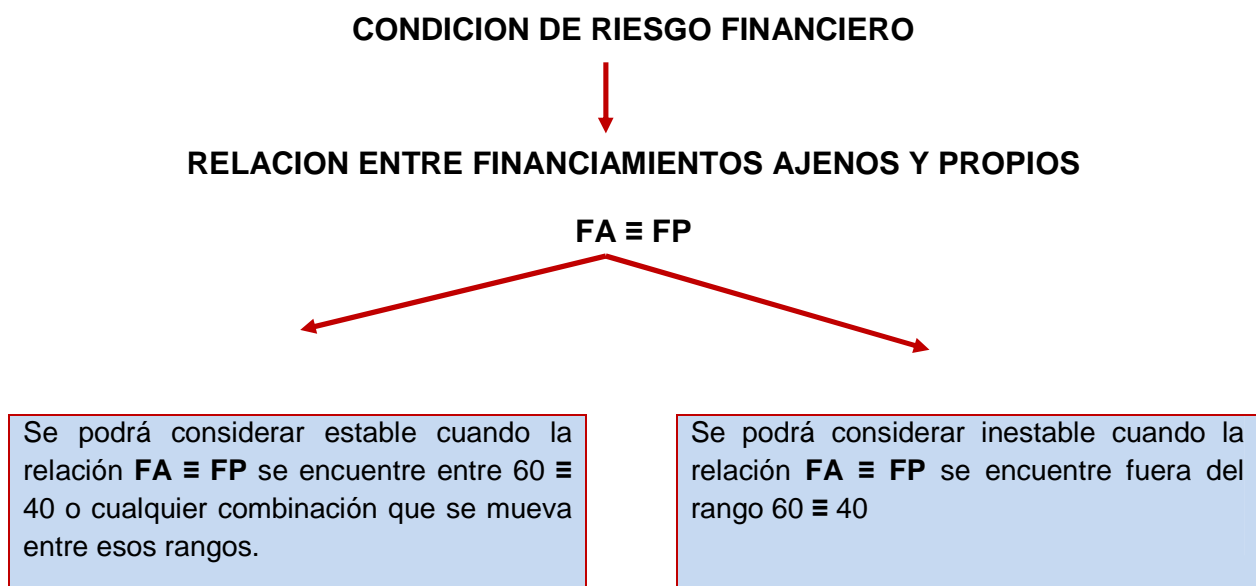 CONDICION DE RIESGO FINANCIERO
RELACION ENTRE FINANCIAMIENTOS AJENOS Y PROPIOS
FA ≡ FP
Se podrá considerar estable cuando la
relación FA ≡ FP se encuentre entre 60 ≡
40 o cualquier combinación que se mueva
entre esos rangos.
Se podrá considerar inestable cuando la
relación FA ≡ FP se encuentre fuera del
rango 60 ≡ 40